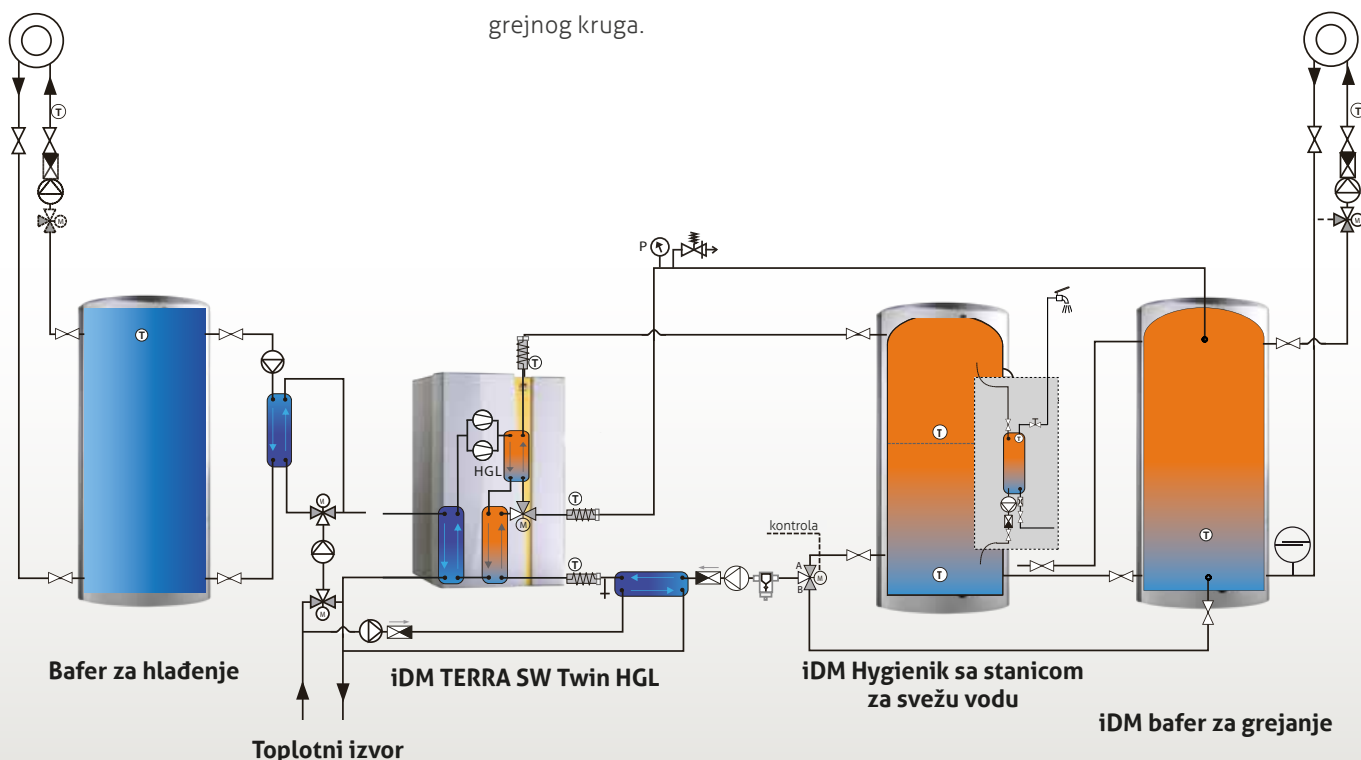 grejnog kruga.
T
T
M
M
P
T
T
T
T
HGL
M
T
M
kontrola
T
A
M
B
T
T
T
M
Bafer za hlađenje
iDM TERRA SW Twin HGL
iDM Hygienik sa stanicom
za svežu vodu
iDM bafer za grejanje
Toplotni izvor